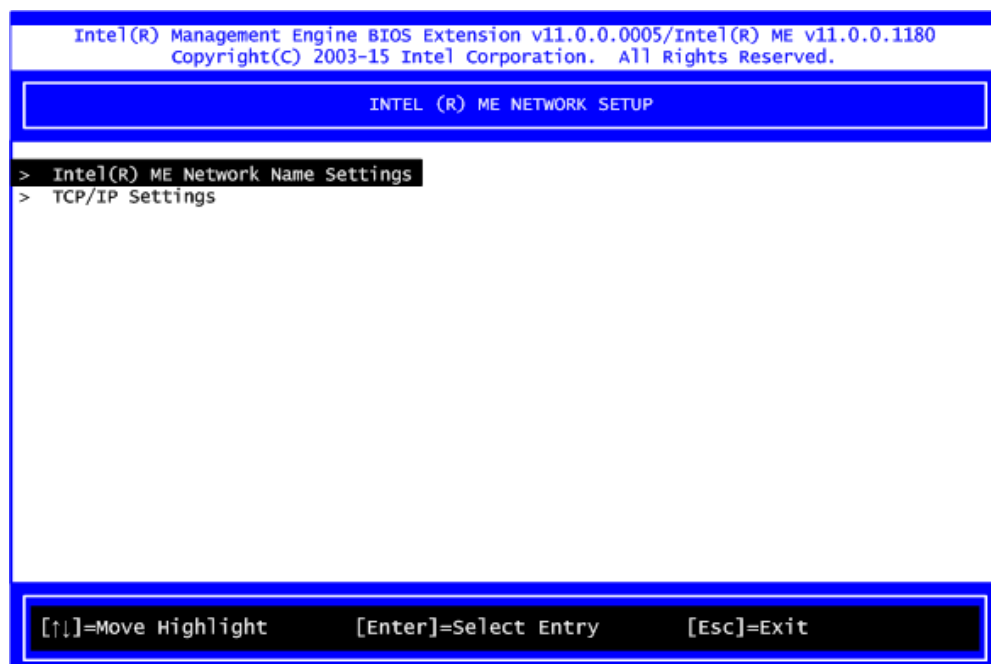 Intel(R) Management Engine BIOS Extension v11.0.0.0005/Intel(R) ME v11.0.0.1180
Copyright(C) 2003-15 Intel Corporation. All Rights Reserved.
INTEL (R) ME NETWORK SETUP
> Intel(R) ME Network Name Settings
> TCP/IP Settings
[↑↓]=Move Highlight [Enter]=Select Entry [Esc]=Exit